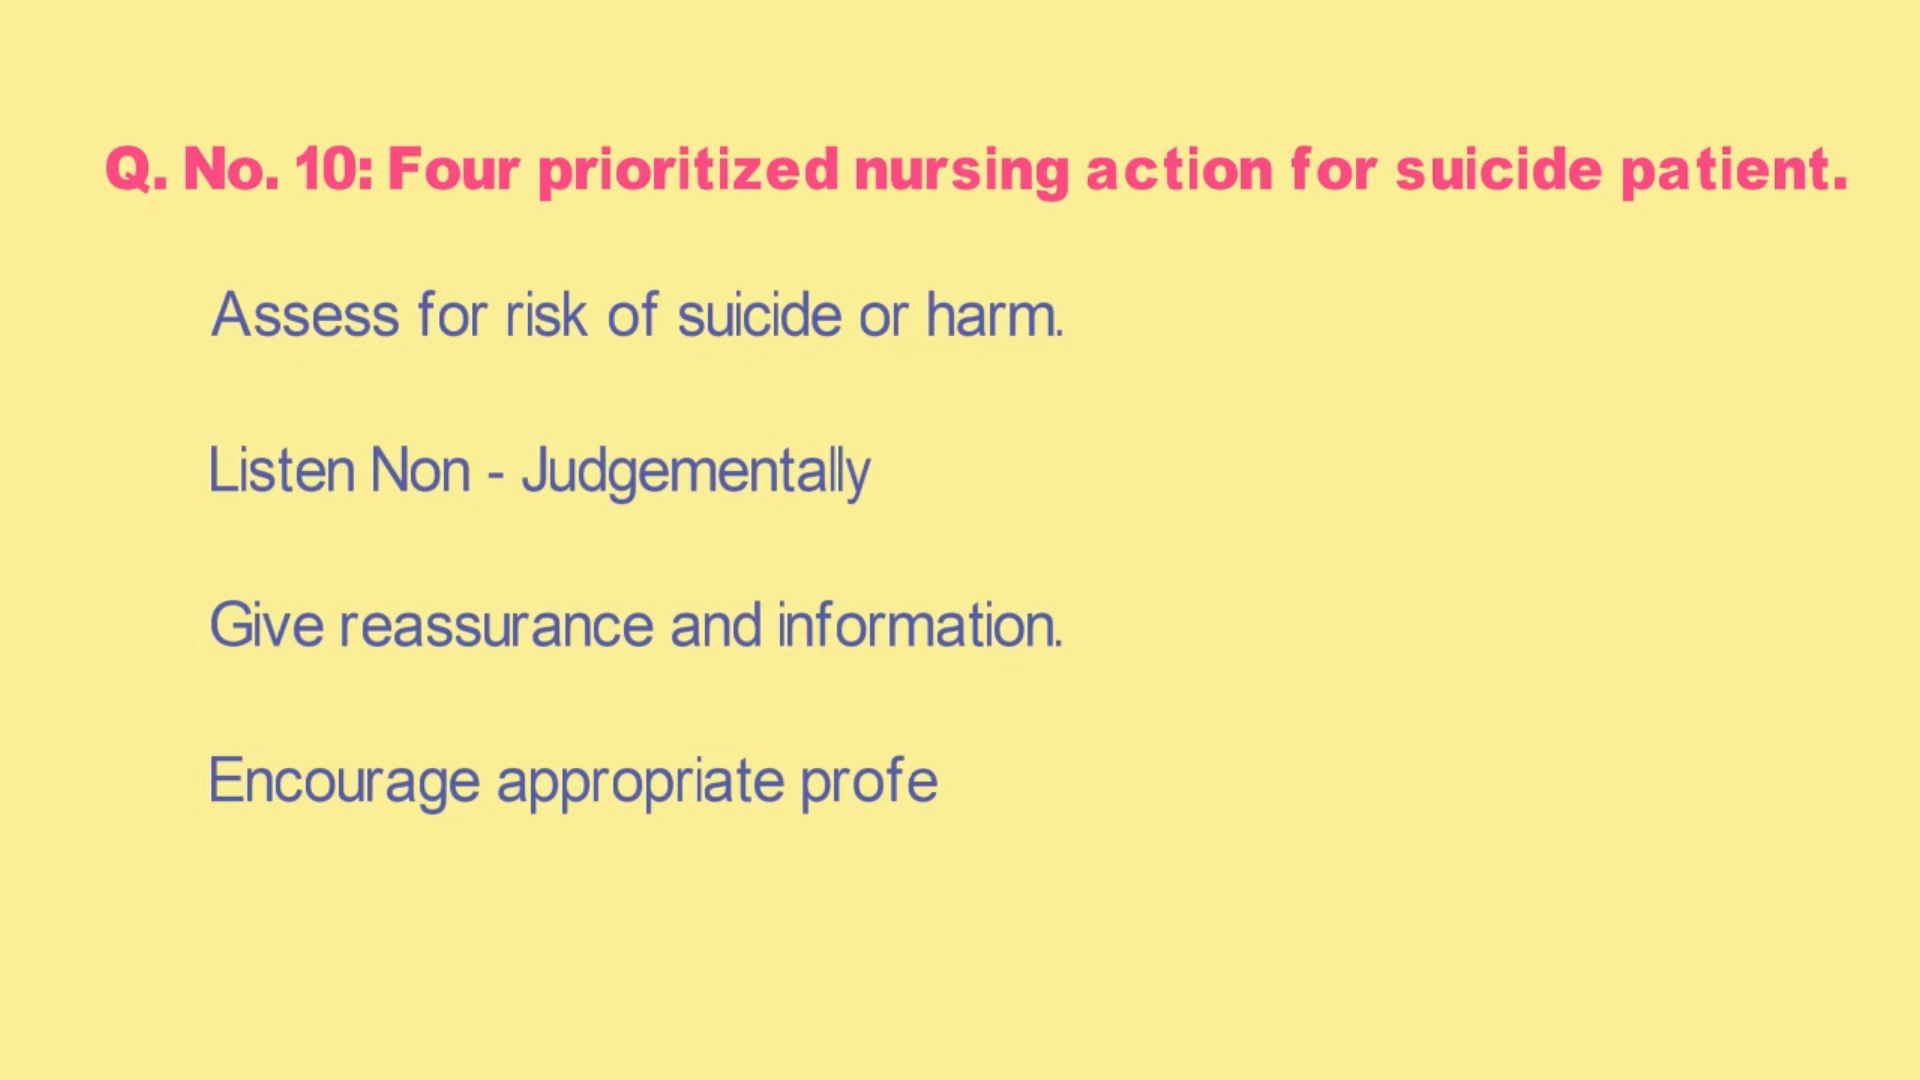 Q. No. 10: Four prioritized nursing action for suicide patient.
Assess for risk of suicide or harm.
Listen Non - Judgementally
Give reassurance and information.
Encourage appropriate profe